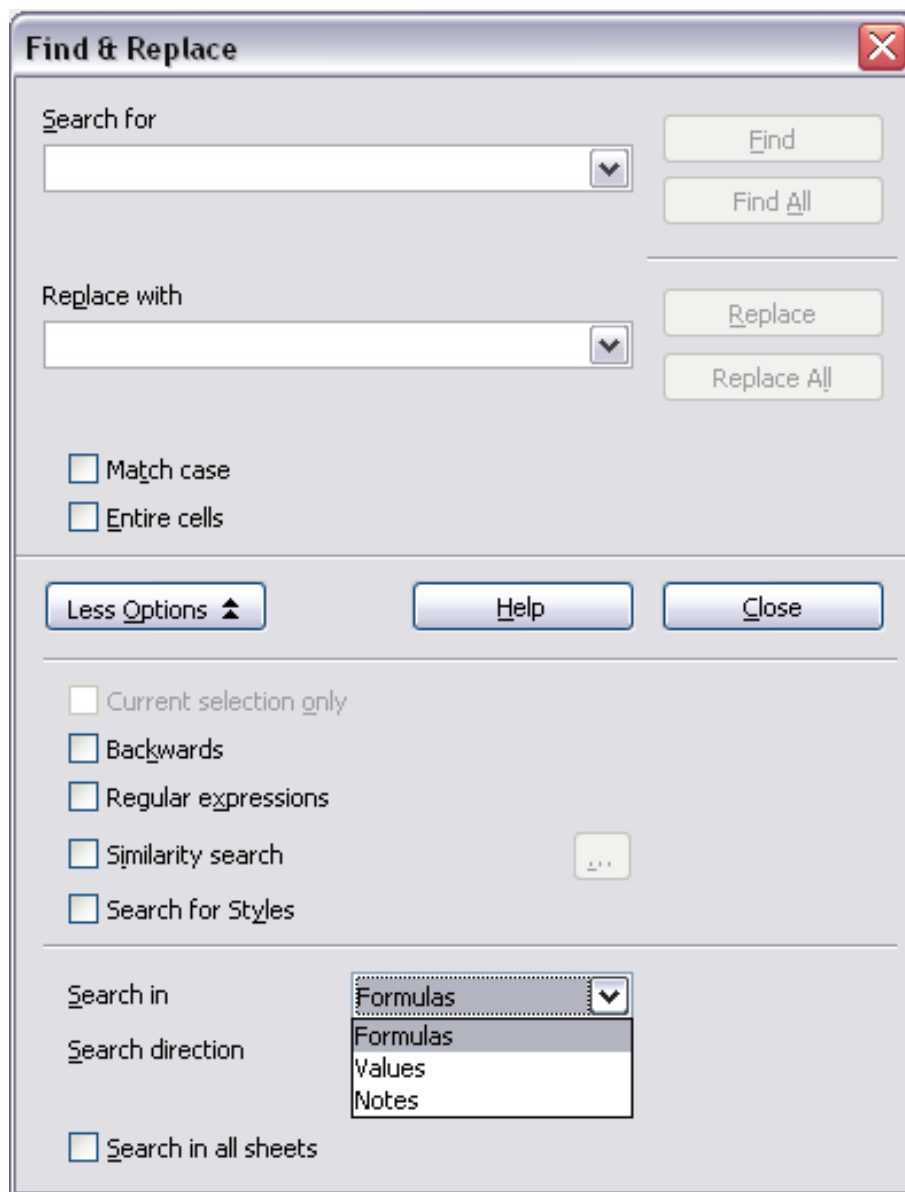 Find & Replace
Search for
Find
Find All
Replace with
Replace
Replace All
Match case
Entire cells
Less Options
Help
Close
Current selection only
Backwards
Regular expressions
Similarity search
...
Search for Styles
Search in
Formulas
Formulas
Search direction
Values
Notes
Search in all sheets